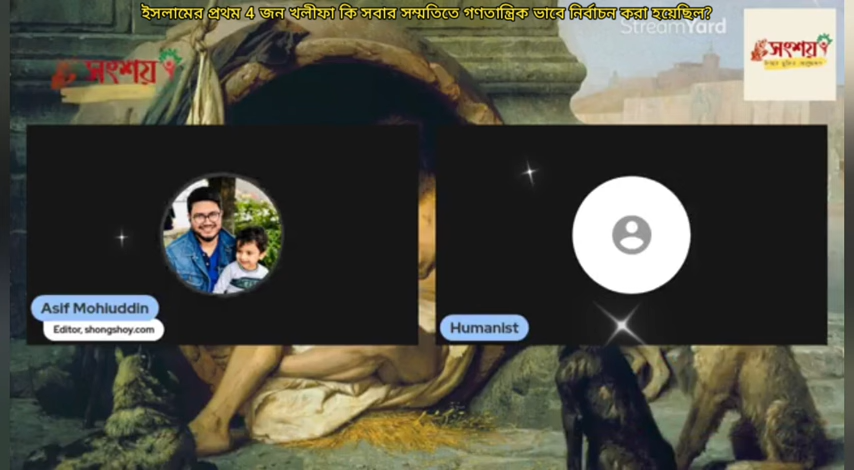 ইসলামের প্রথম 4 জন খলীফা কি সবার সম্মতিতে গণতান্ত্রিক ভাবে নির্বাচন করা হয়েছিল?
StreamYard
সংশয়
সংশয়
Asif Mohiuddin
Editor, shongshoy.com
Humanist